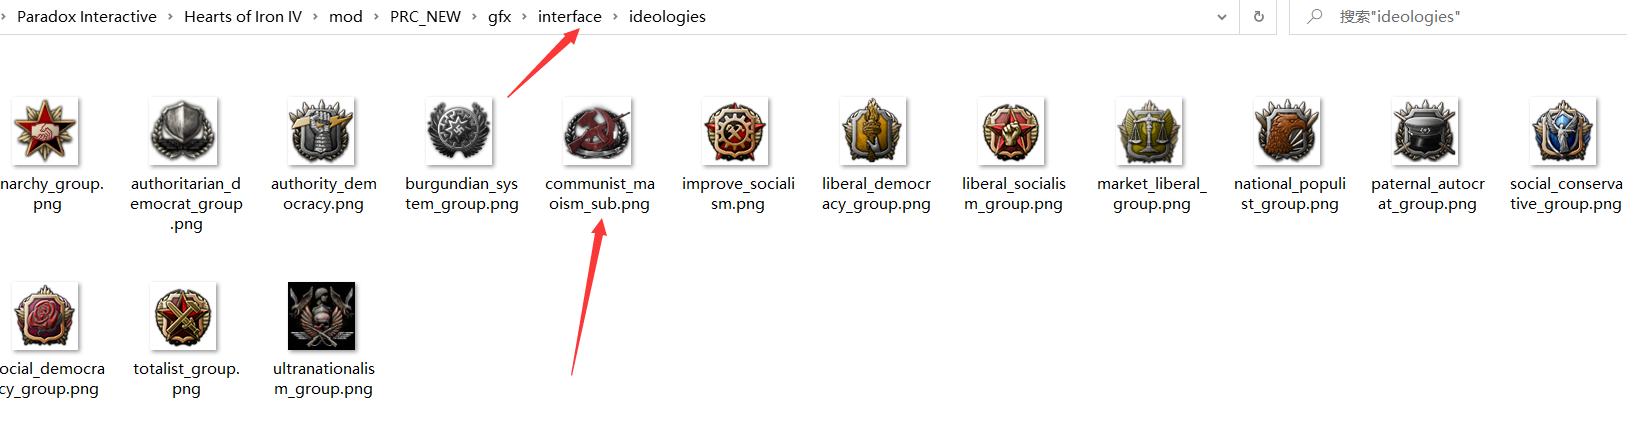 Paradox Interactive > Hearts of Iron IV > mod > PRC_NEW > gfx > interface > ideologies
搜索"ideologies"
narchy_group.
png
authoritarian_d
emocrat_group
.png
authority_dem
ocracy.png
burgundian_sys
tem_group.png
communist_ma
oism_sub.png
improve_sociali
sm.png
liberal_democr
acy_group.png
liberal_socialis
m_group.png
market_liberal_
group.png
national_populi
st_group.png
paternal_autocr
at_group.png
social_conserva
tive_group.png
ocial_democra
cy_group.png
totalist_group.
png
ultranationalis
m_group.png